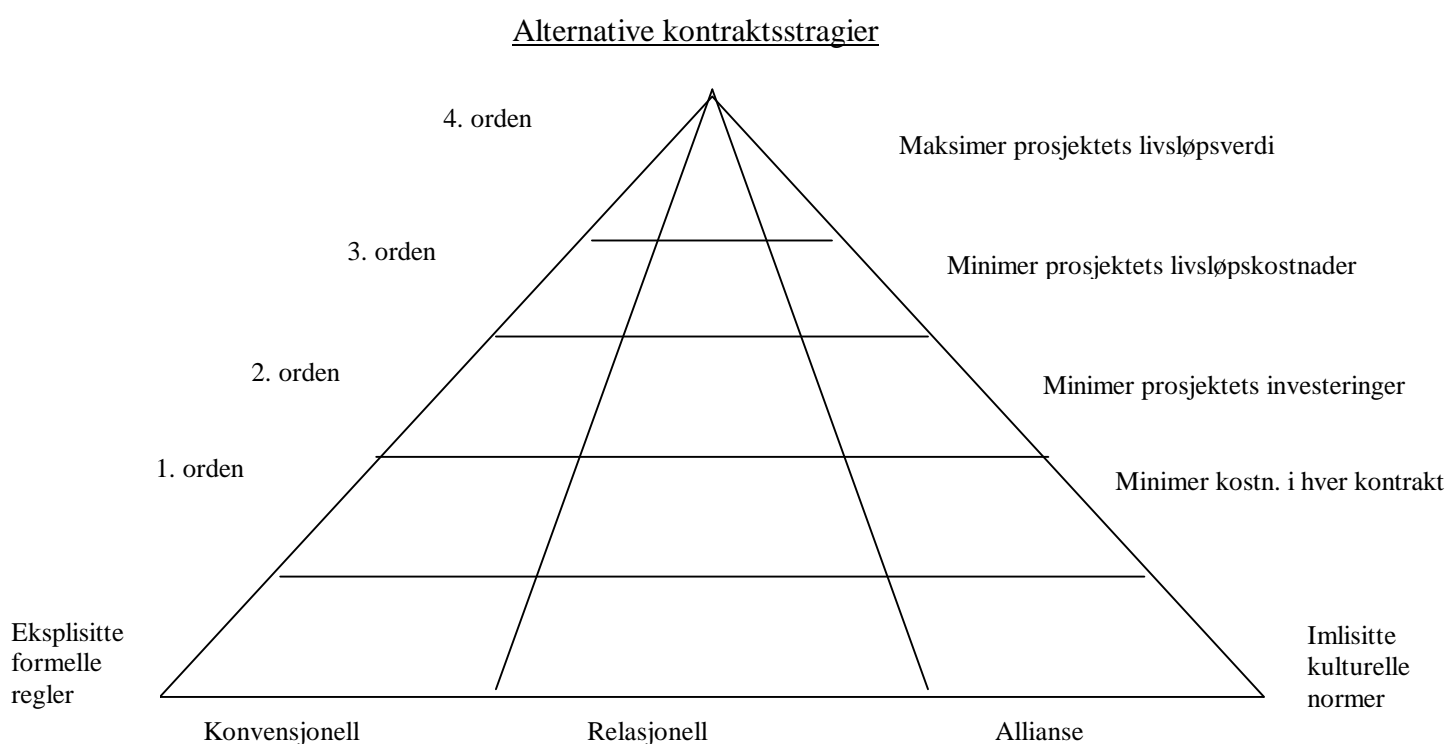 Alternative kontraktsstragier
4. orden
Maksimer prosjektets livsløpsverdi
3. orden
Minimer prosjektets livsløpskostnader
2. orden
Minimer prosjektets investeringer
1. orden
Minimer kostn. i hver kontrakt
Eksplisitte
formelle
regler
Imlisitte
kulturelle
normer
Konvensjonell
Relasjonell
Allianse